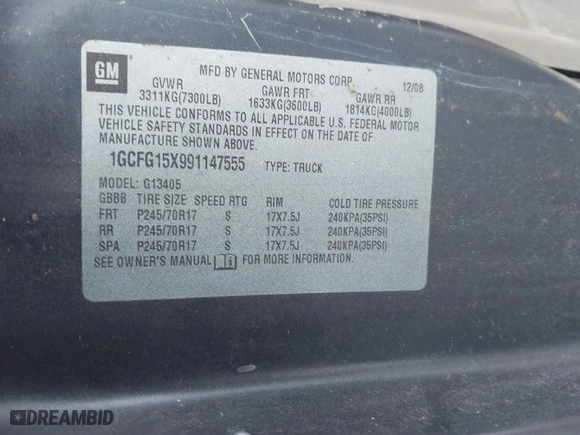 GM
MFD BY GENERAL MOTORS CORP.
12/08
GVWR GAWR FRT GAWR RR
3311KG(7300LB) 1633KG(3600LB) 1814KG(4000LB)
THIS VEHICLE CONFORMS TO ALL APPLICABLE U.S. FEDERAL MOTOR
VEHICLE SAFETY STANDARDS IN EFFECT ON THE DATE OF
MANUFACTURE SHOWN ABOVE.
1GCFG15X991147555 TYPE: TRUCK
MODEL: G13405
GBBB TIRE SIZE SPEED RTG RIM COLD TIRE PRESSURE
FRT P245/70R17 S 17X7.5J 240KPA(35PSI)
RR P245/70R17 S 17X7.5J 240KPA(35PSI)
SPA P245/70R17 S 17X7.5J 240KPA(35PSI)
SEE OWNER'S MANUAL FOR MORE INFORMATION.
DREAMBID